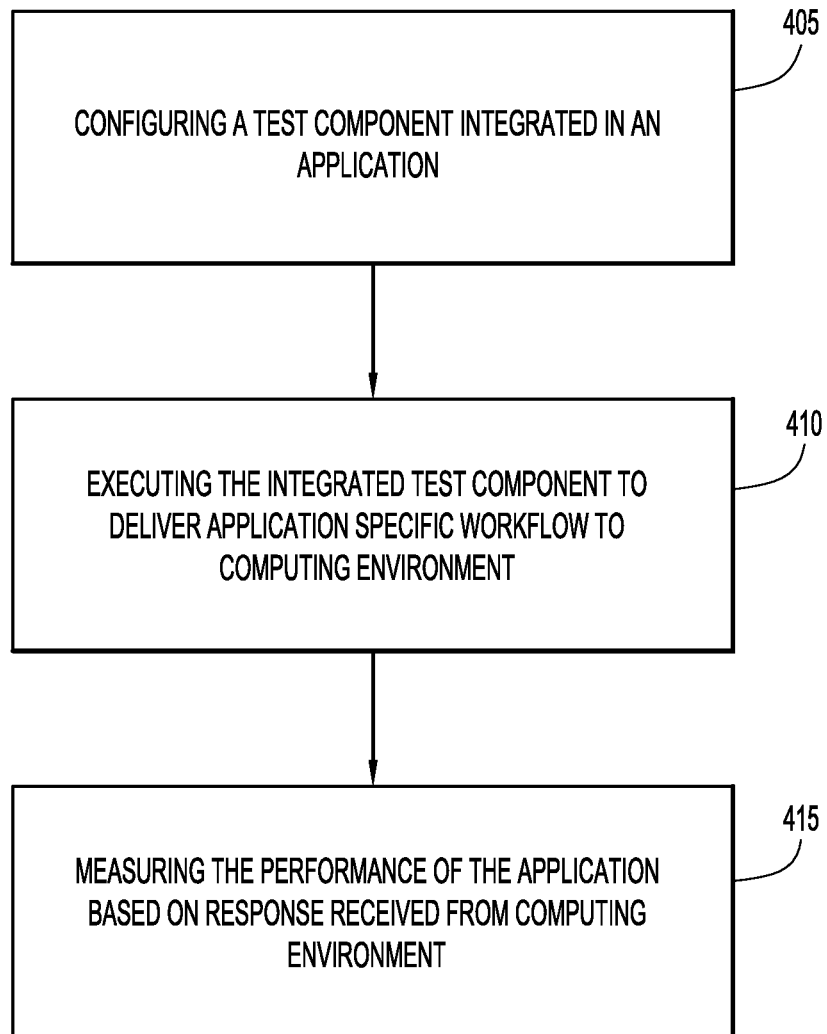 405
CONFIGURING A TEST COMPONENT INTEGRATED IN AN
APPLICATION
410
EXECUTING THE INTEGRATED TEST COMPONENT TO
DELIVER APPLICATION SPECIFIC WORKFLOW TO
COMPUTING ENVIRONMENT
415
MEASURING THE PERFORMANCE OF THE APPLICATION
BASED ON RESPONSE RECEIVED FROM COMPUTING
ENVIRONMENT